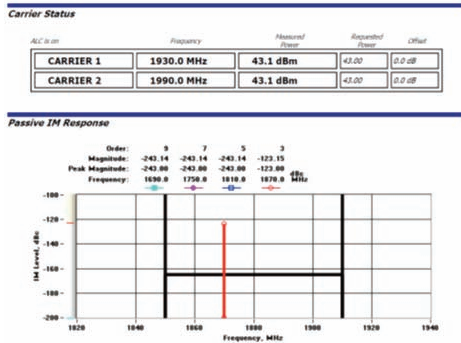 Carrier Status
ALC is on Frequency Measured Power Requested Power Offset
CARRIER 1 1930.0 MHz 43.1 dBm 43.00 0.0 dB
CARRIER 2 1990.0 MHz 43.1 dBm 43.00 0.0 dB
Passive IM Response
Order: 9 7 5 3
Magnitude: -243.14 -243.14 -243.14 -123.15
Peak Magnitude: -243.00 -243.00 -243.00 -123.00 dBc
Frequency: 1690.0 1750.0 1810.0 1870.0 MHz
-100
-120
-140
-160
-180
-200
IM Level, dBc
1820 1840 1860 1880 1900 1920 1940
Frequency, MHz